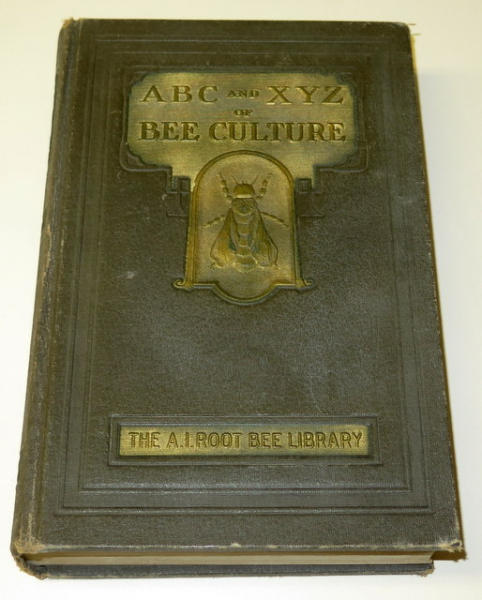 ABC AND XYZ
OF
BEE CULTURE
THE A.I.ROOT BEE LIBRARY